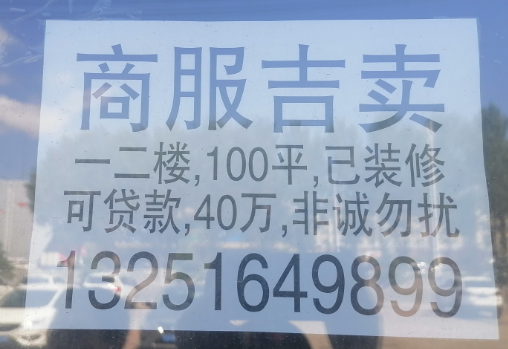 商服吉卖
一二楼,100平,已装修
可贷款,40万,非诚勿扰
13251649899